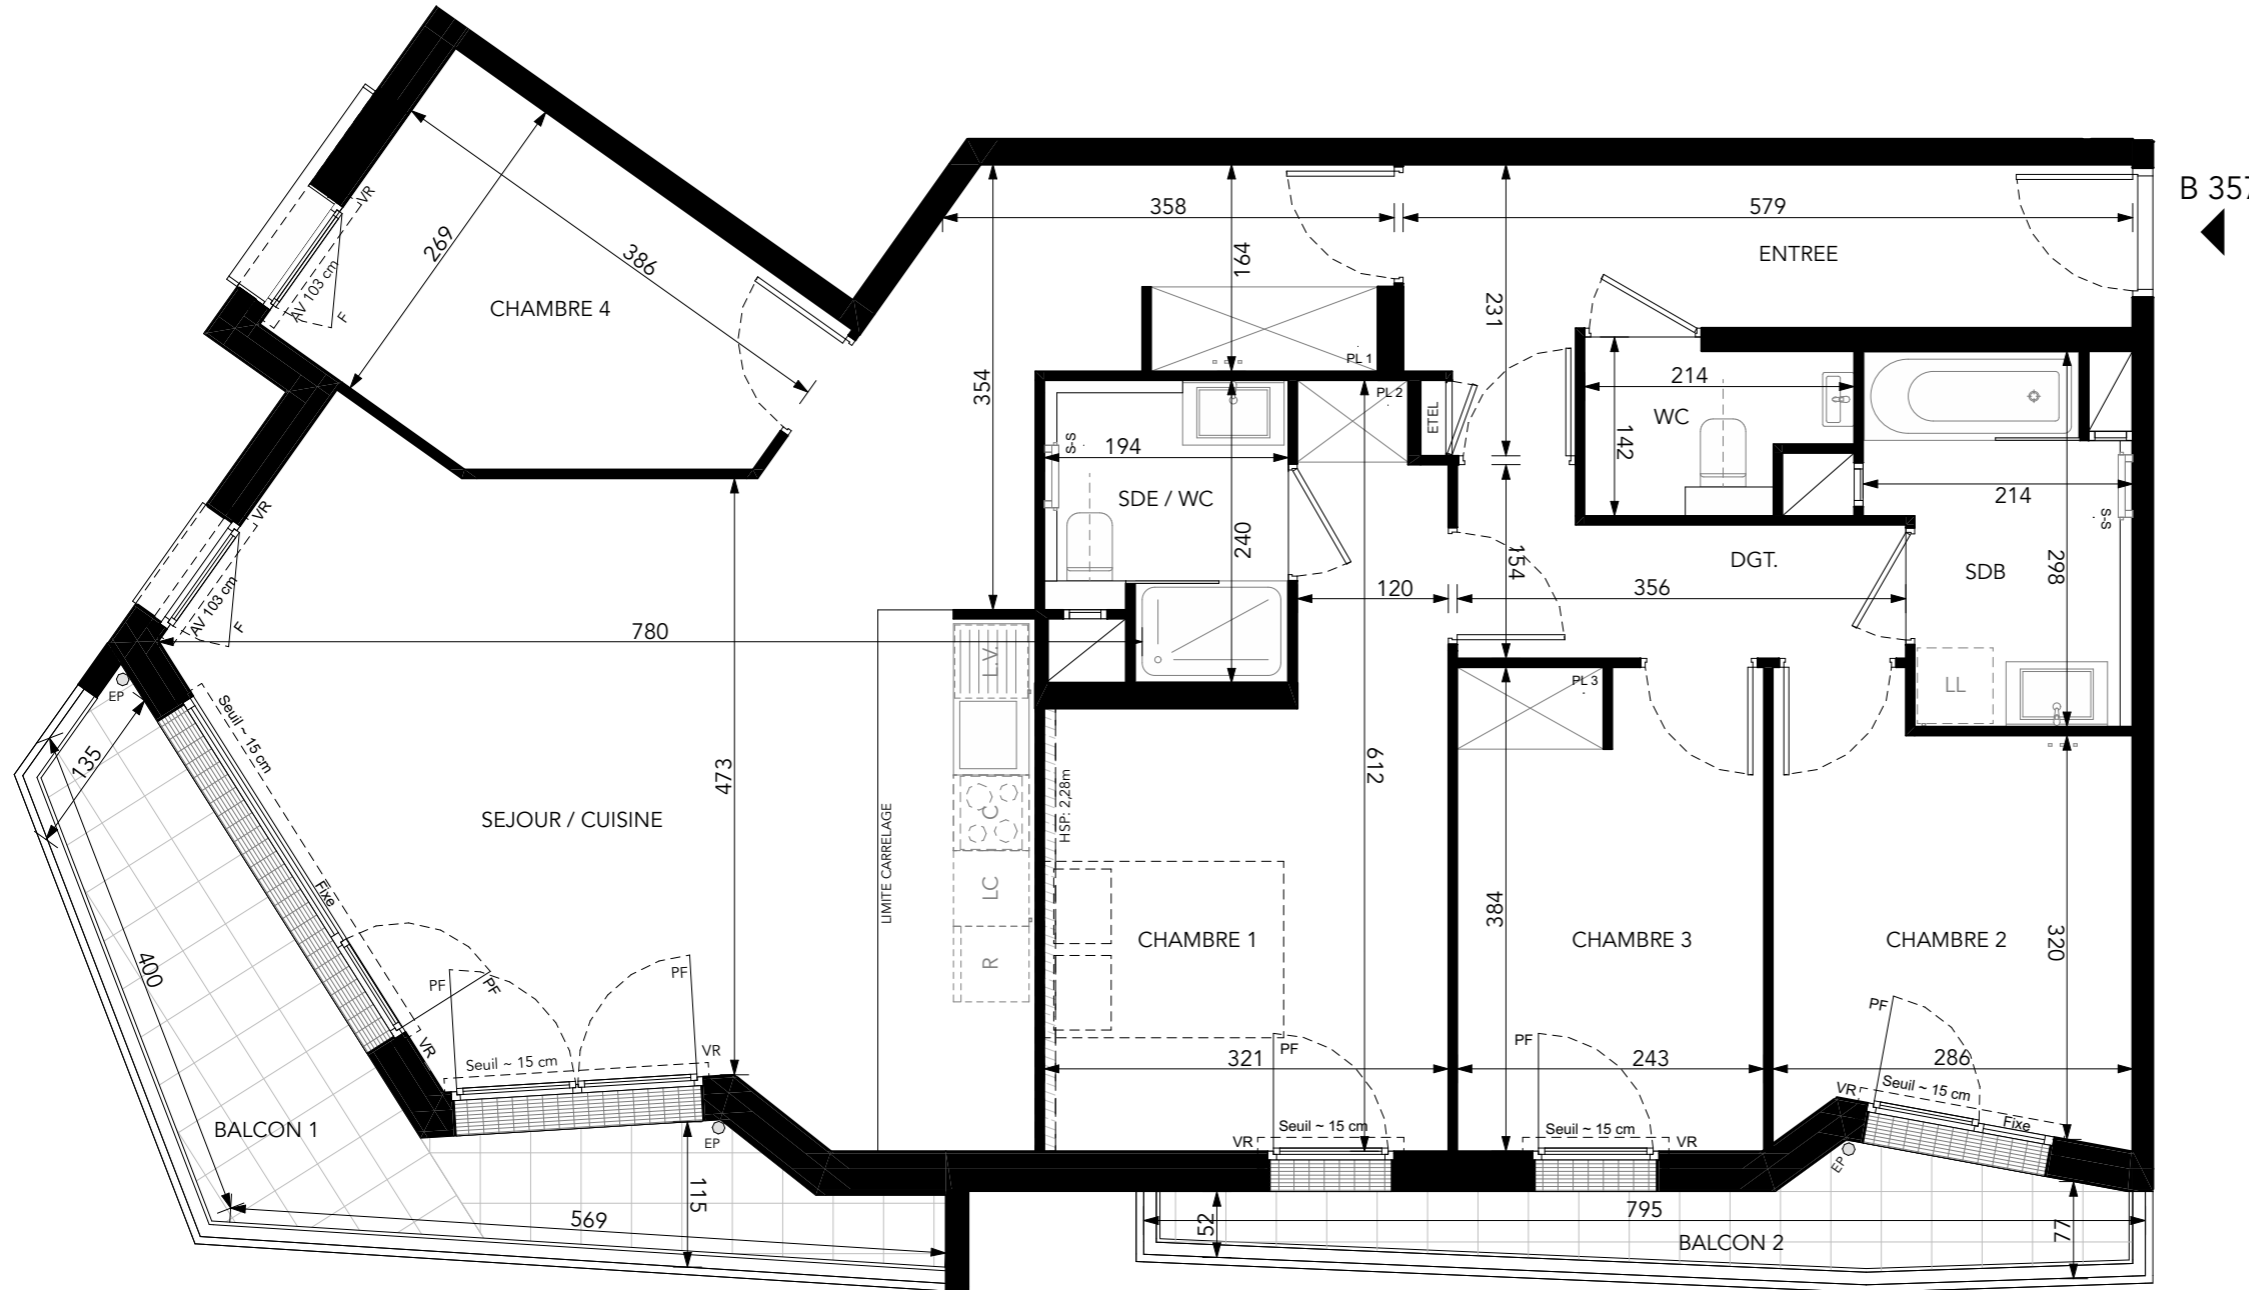 B 357
358
579
ENTREE
164
231
269
386
CHAMBRE 4
VR
AV 103 cm
F
PL 1
354
214
WC
142
PL 2
ETEL
S-S
194
SDE / WC
240
214
S-S
298
SDB
DGT.
154
356
120
VR
AV 103 cm
F
780
L.V.
PL 3
LL
EP
135
Seuil ~ 15 cm
473
612
HSP: 2,28m
SEJOUR / CUISINE
LIMITE CARRELAGE
C
LC
R
Fixe
384
CHAMBRE 1
CHAMBRE 3
CHAMBRE 2
320
400
PF
PF
PF
VR
Seuil ~ 15 cm
VR
321
PF
243
PF
286
PF
VR
Seuil ~ 15 cm
Fixe
BALCON 1
EP
VR
Seuil ~ 15 cm
Seuil ~ 15 cm
VR
EP
115
569
52
795
77
BALCON 2